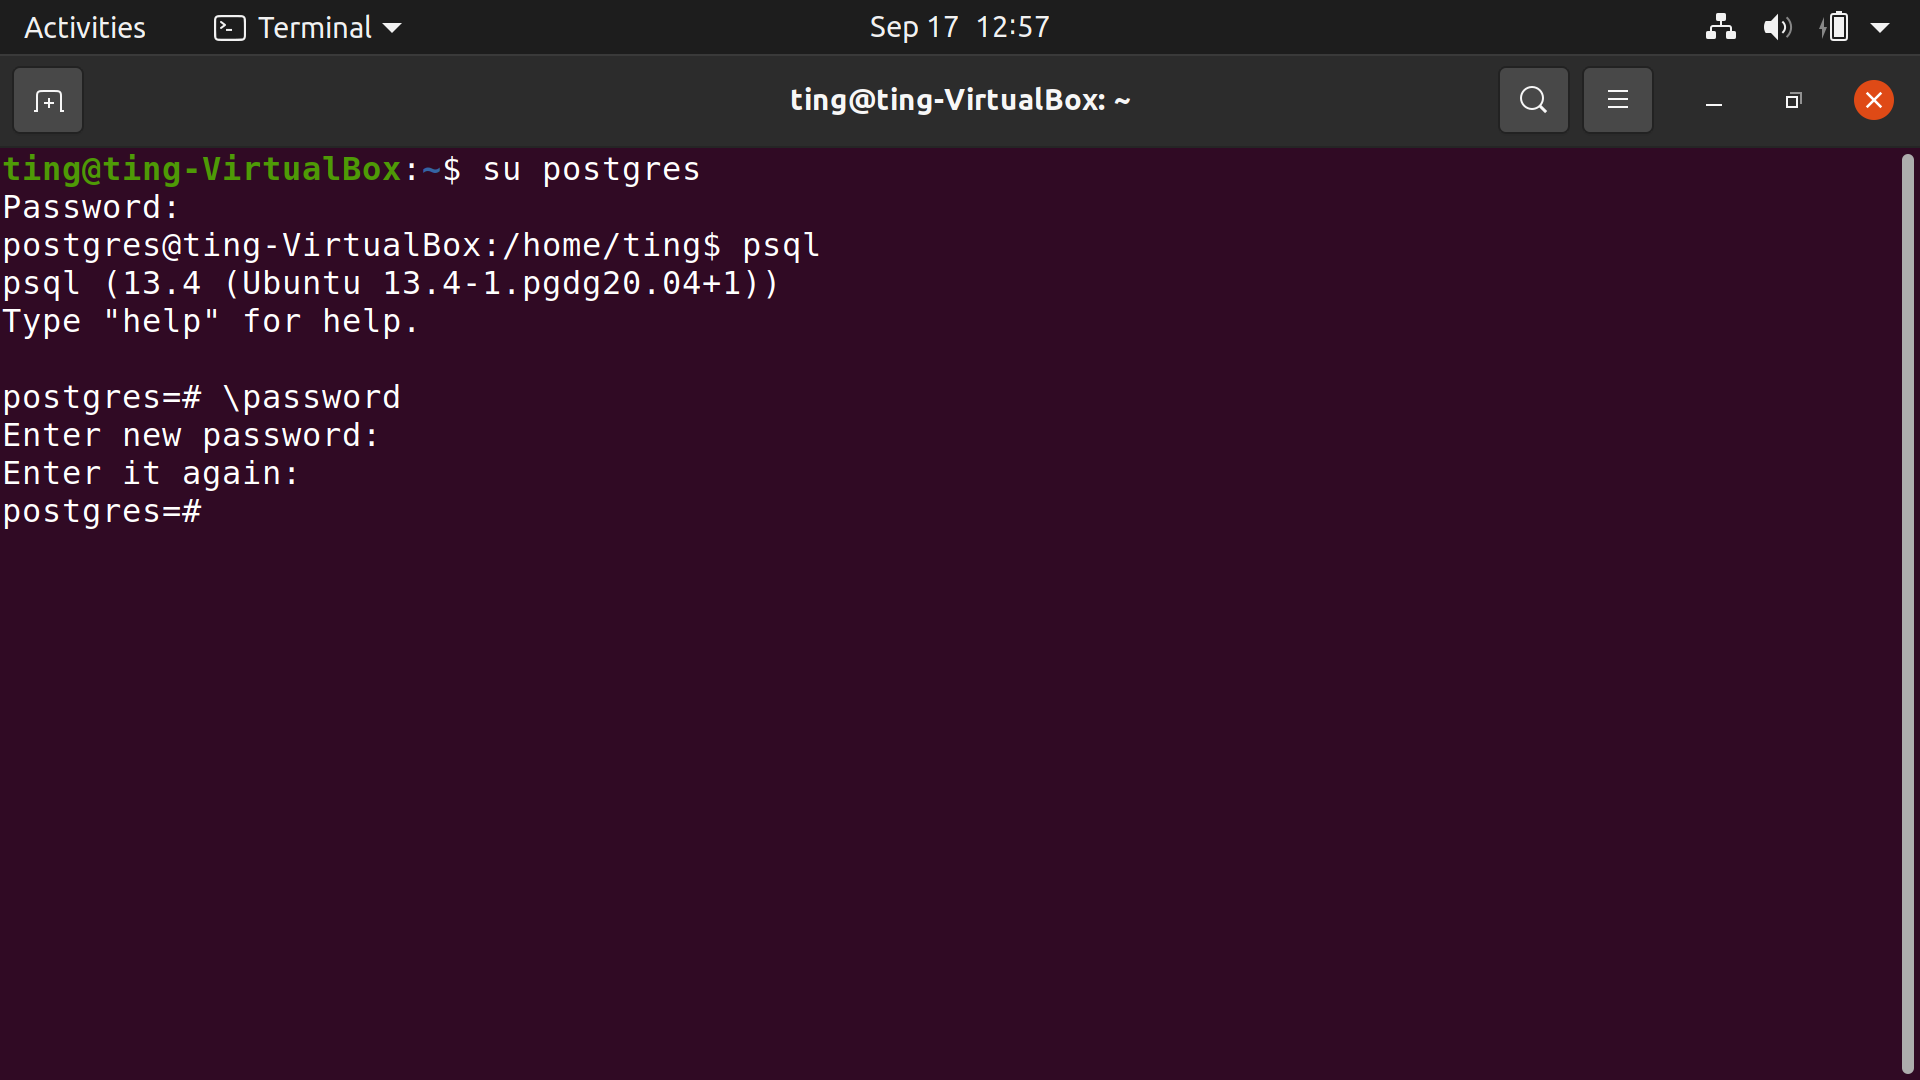 Activities Terminal Sep 17 12:57
ting@ting-VirtualBox: ~
ting@ting-VirtualBox:~$ su postgres
Password:
postgres@ting-VirtualBox:/home/ting$ psql
psql (13.4 (Ubuntu 13.4-1.pgdg20.04+1))
Type "help" for help.
postgres=# \password
Enter new password:
Enter it again:
postgres=#